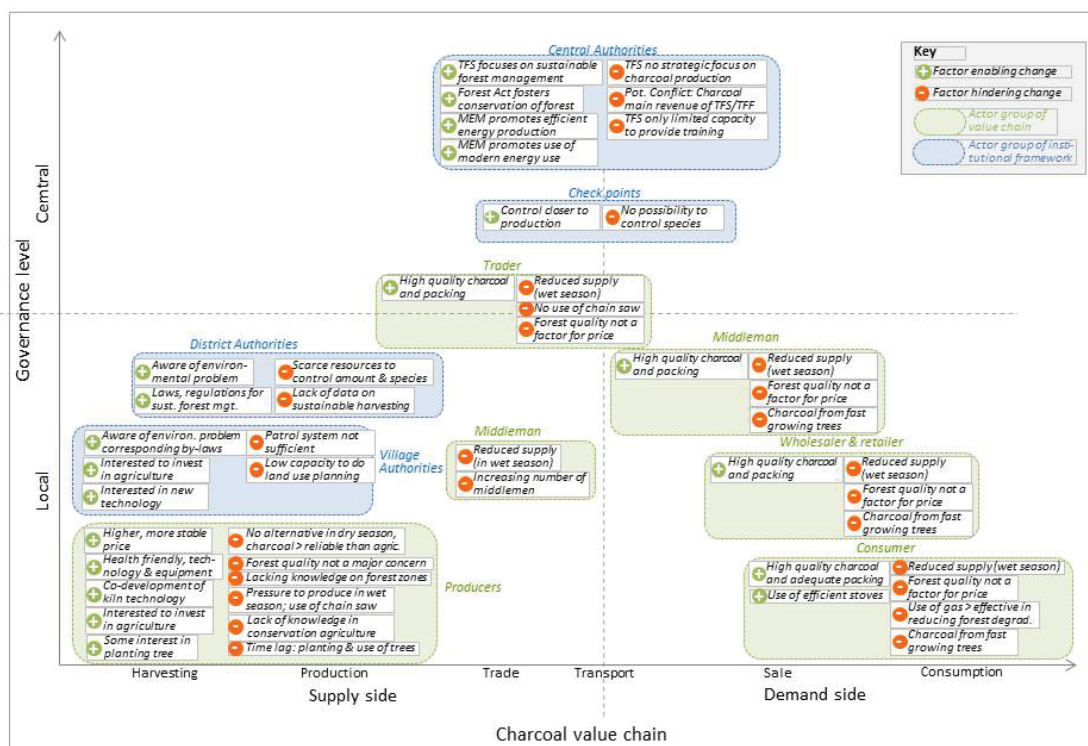 Central Authorities
TFS focuses on sustainable
forest management
Forest Act fosters
conservation of forest
MEM promotes efficient
energy production
MEM promotes use of
modern energy use
TFS no strategic focus on
charcoal production
Pot. Conflict: Charcoal
main revenue of TFS/TFF
TFS only limited capacity
to provide training
Key
Factor enabling change
Factor hindering change
Actor group of
value chain
Actor group of insti-
tutional framework
Check points
Control closer to
production
No possibility to
control species
Trader
High quality charcoal
and packing
Reduced supply
(wet season)
No use of chain saw
Forest quality not a
factor for price
Middleman
High quality charcoal
and packing
Reduced supply
(wet season)
Forest quality not a
factor for price
Charcoal from fast
growing trees
District Authorities
Aware of environ-
mental problem
Laws, regulations for
sust. forest mgt.
Scarce resources to
control amount & species
Lack of data on
sustainable harvesting
Village
Authorities
Aware of environ. problem
corresponding by-laws
Interested to invest
in agriculture
Interested in new
technology
Patrol system not
sufficient
Low capacity to do
land use planning
Middleman
Reduced supply
(in wet season)
Increasing number of
middlemen
Wholesaler & retailer
High quality charcoal
and packing
Reduced supply
(wet season)
Forest quality not a
factor for price
Charcoal from fast
growing trees
Producers
Higher, more stable
price
Health friendly, tech-
nology & equipment
Co-development of
kiln technology
Interested to invest
in agriculture
Some interest in
planting tree
No alternative in dry season,
charcoal > reliable than agric.
Forest quality not a major concern
Lacking knowledge on forest zones
Pressure to produce in wet
season; use of chain saw
Lack of knowledge in
conservation agriculture
Time lag: planting & use of trees
Consumer
High quality charcoal
and adequate packing
Use of efficient stoves
Reduced supply (wet season)
Forest quality not a
factor for price
Use of gas > effective in
reducing forest degrad.
Charcoal from fast
growing trees
Governance level
Cemtral
Local
Harvesting
Production
Trade
Transport
Sale
Consumption
Supply side
Demand side
Charcoal value chain